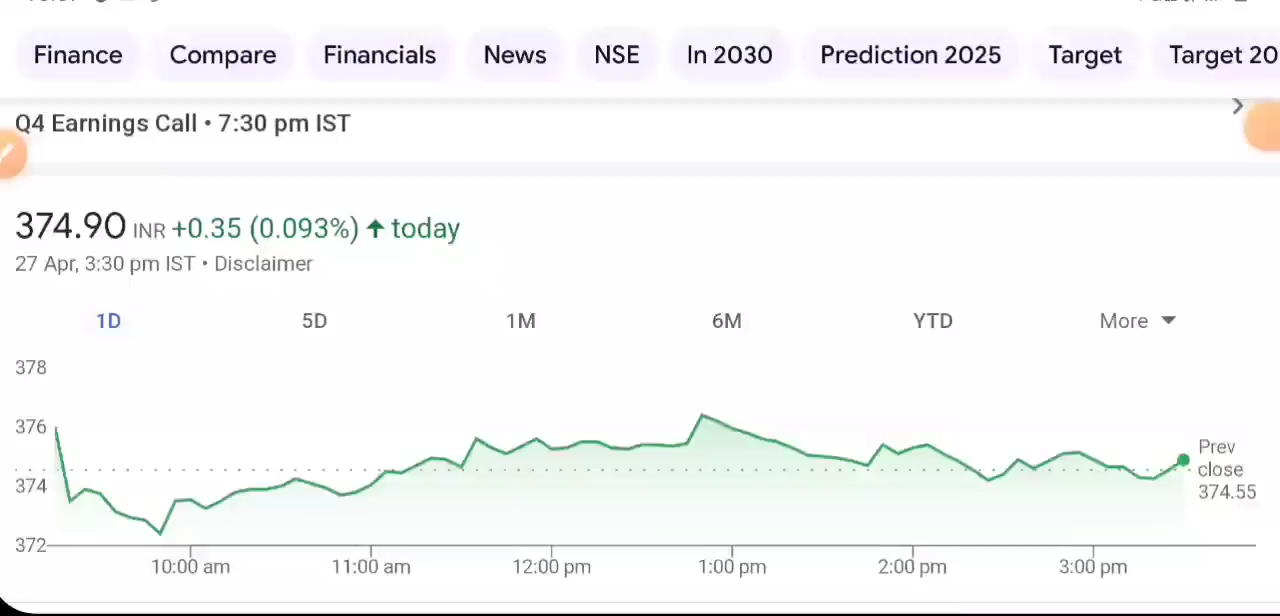 Finance Compare Financials News NSE In 2030 Prediction 2025 Target Target 20
Q4 Earnings Call • 7:30 pm IST
374.90 INR +0.35 (0.093%) ↑ today
27 Apr, 3:30 pm IST • Disclaimer
1D 5D 1M 6M YTD More
378
376
374
372
Prev
close
374.55
10:00 am 11:00 am 12:00 pm 1:00 pm 2:00 pm 3:00 pm